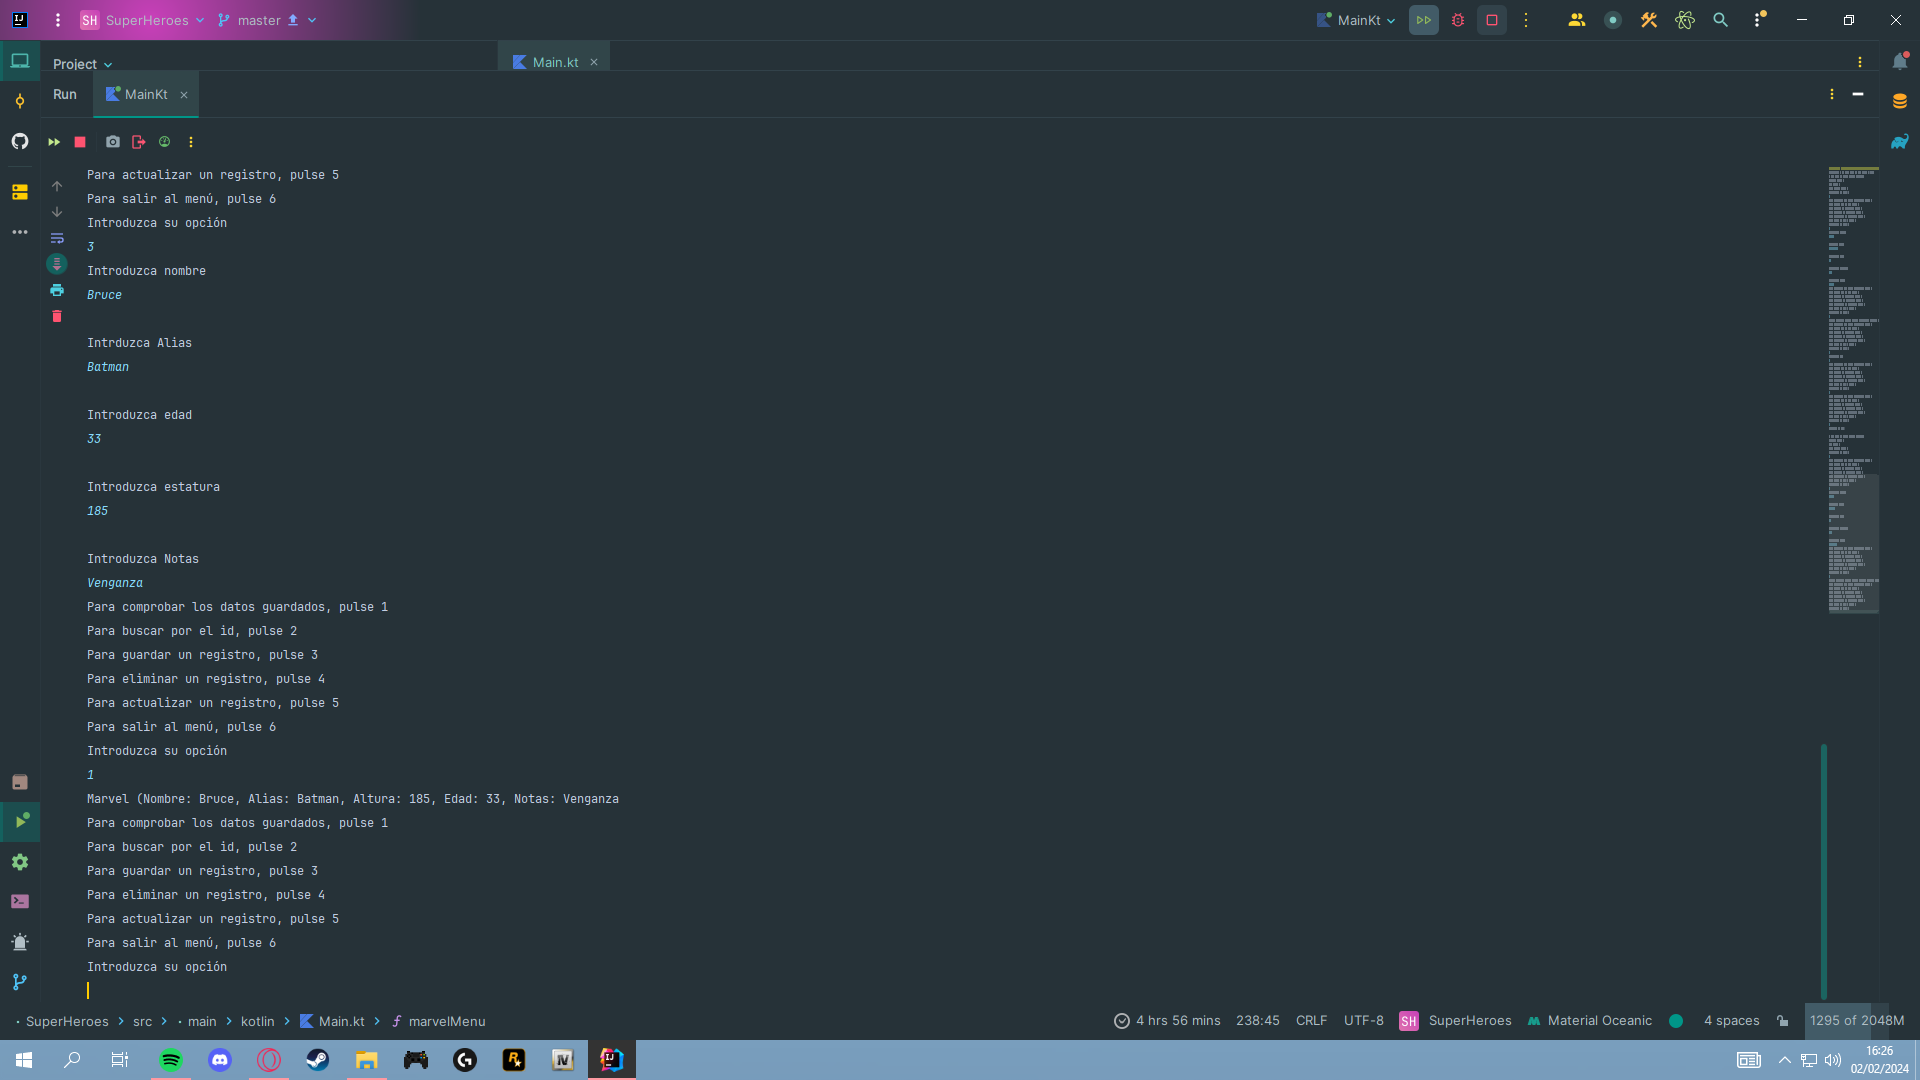 SH SuperHeroes master MainKt
Project Main.kt
Run MainKt
Para actualizar un registro, pulse 5
Para salir al menú, pulse 6
Introduzca su opción
3
Introduzca nombre
Bruce
Intrduzca Alias
Batman
Introduzca edad
33
Introduzca estatura
185
Introduzca Notas
Venganza
Para comprobar los datos guardados, pulse 1
Para buscar por el id, pulse 2
Para guardar un registro, pulse 3
Para eliminar un registro, pulse 4
Para actualizar un registro, pulse 5
Para salir al menú, pulse 6
Introduzca su opción
1
Marvel (Nombre: Bruce, Alias: Batman, Altura: 185, Edad: 33, Notas: Venganza
Para comprobar los datos guardados, pulse 1
Para buscar por el id, pulse 2
Para guardar un registro, pulse 3
Para eliminar un registro, pulse 4
Para actualizar un registro, pulse 5
Para salir al menú, pulse 6
Introduzca su opción
SuperHeroes > src > main > kotlin > Main.kt > marvelMenu 4 hrs 56 mins 238:45 CRLF UTF-8 SH SuperHeroes Material Oceanic 4 spaces 1295 of 2048M
16:26
02/02/2024